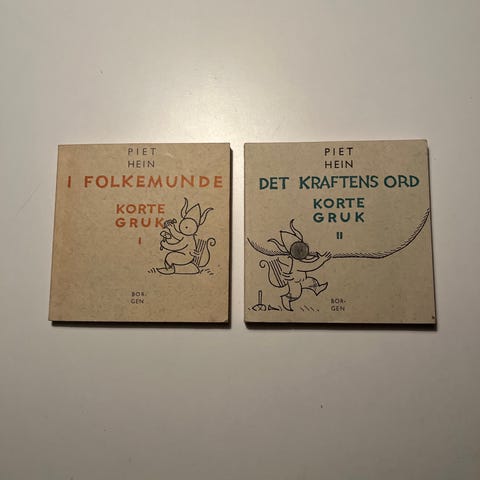 PIET
HEIN
I FOLKEMUNDE
KORTE
GRUK
I
BOR-
GEN
PIET
HEIN
DET KRAFTENS ORD
KORTE
GRUK
II
BOR-
GEN